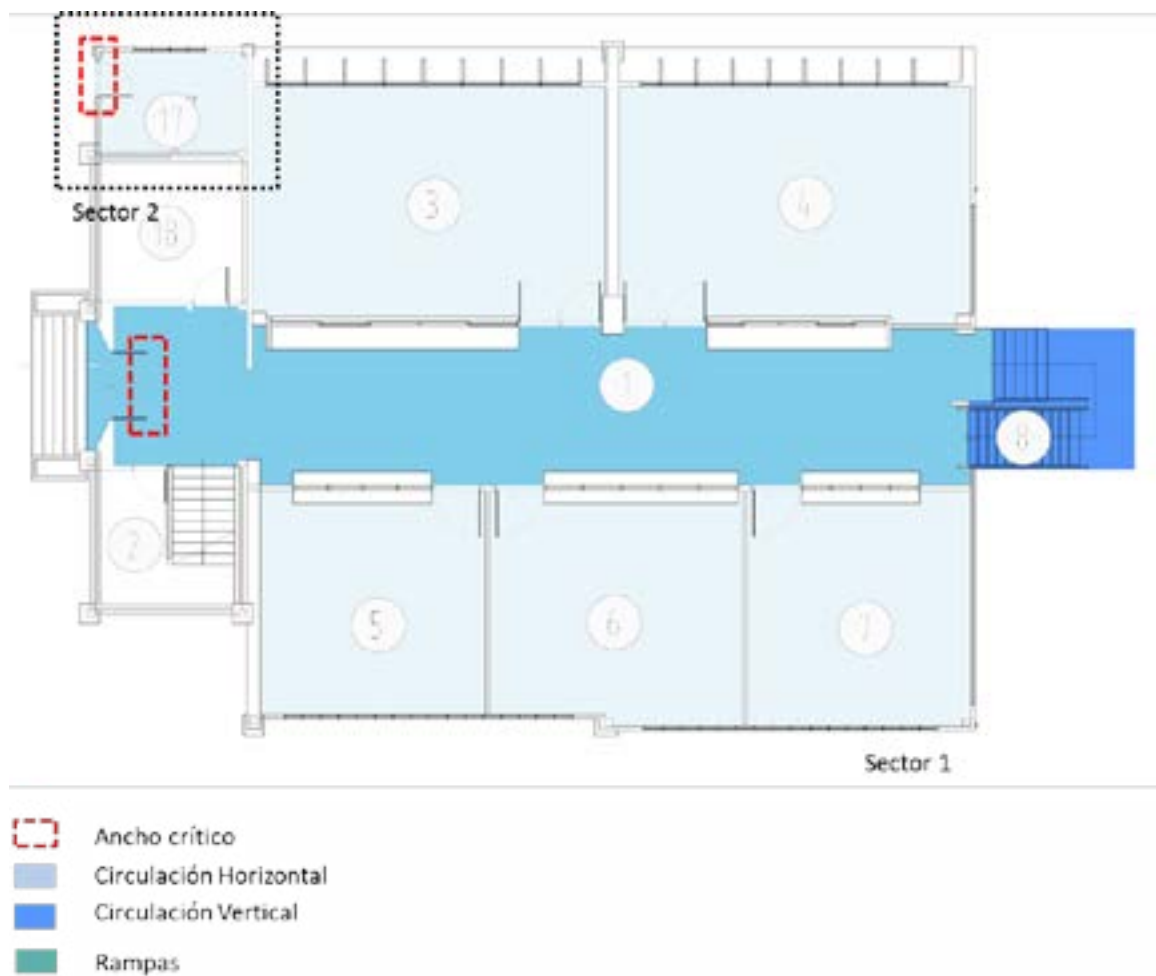 17
3
4
Sector 2
18
1
8
2
5
6
7
Sector 1
Ancho crítico
Circulación Horizontal
Circulación Vertical
Rampas